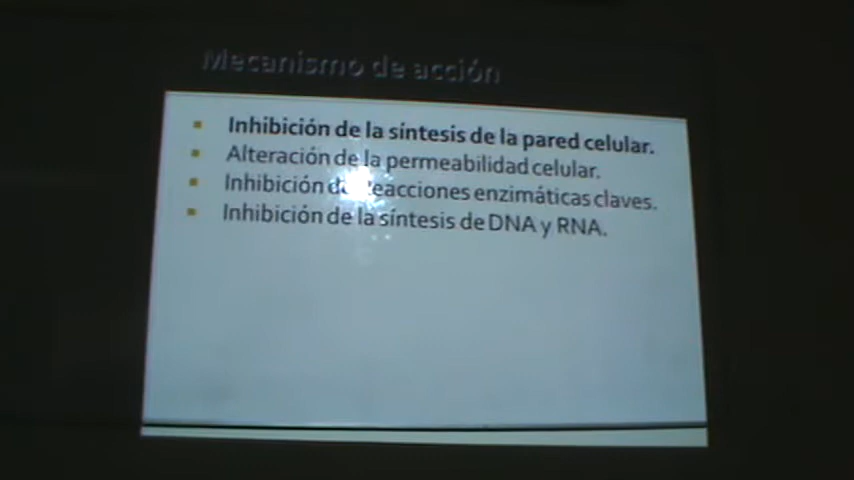 Mecanismo de acción
Inhibición de la síntesis de la pared celular.
Alteración de la permeabilidad celular.
Inhibición de reacciones enzimáticas claves.
Inhibición de la síntesis de DNA y RNA.